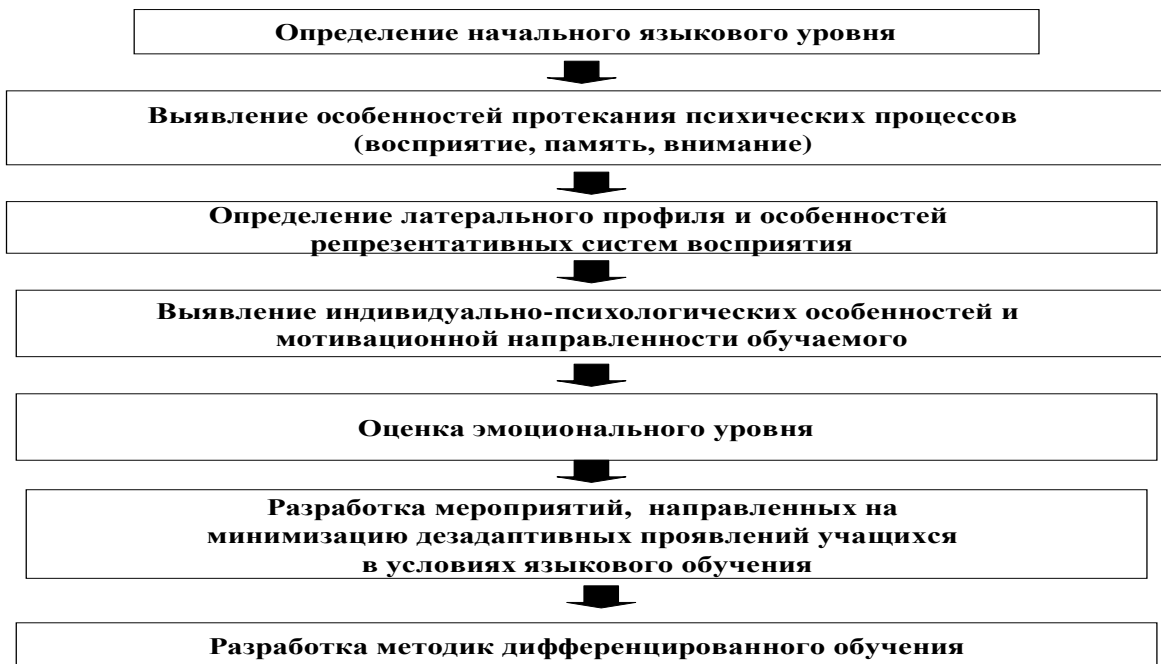 Определение начального языкового уровня
Выявление особенностей протекания психических процессов
(восприятие, память, внимание)
Определение латерального профиля и особенностей
репрезентативных систем восприятия
Выявление индивидуально-психологических особенностей и
мотивационной направленности обучаемого
Оценка эмоционального уровня
Разработка мероприятий, направленных на
минимизацию дезадаптивных проявлений учащихся
в условиях языкового обучения
Разработка методик дифференцированного обучения